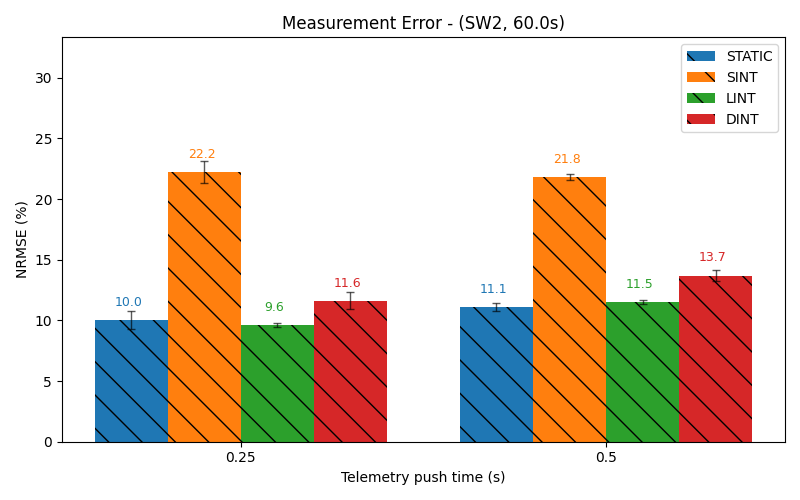 Measurement Error - (SW2, 60.0s)
NRMSE (%)
30
25
20
15
10
5
0
STATIC
SINT
LINT
DINT
10.0
22.2
9.6
11.6
11.1
21.8
11.5
13.7
0.25
0.5
Telemetry push time (s)